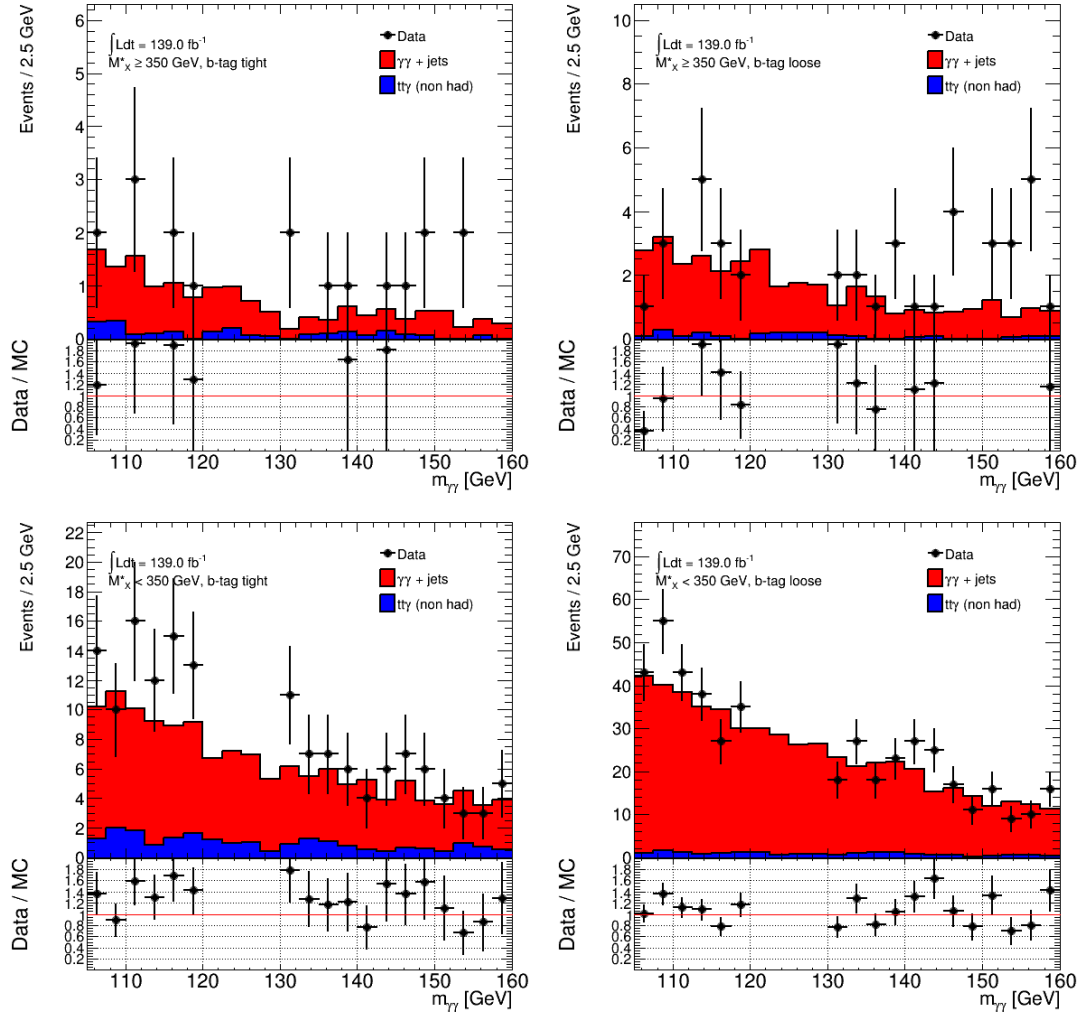 Events / 2.5 GeV
6
5
4
3
2
1
0
∫Ldt = 139.0 fb⁻¹
M*_X ≥ 350 GeV, b-tag tight
Data
γγ + jets
ttγ (non had)
Data / MC
1.8
1.6
1.4
1.2
1
0.8
0.6
0.4
0.2
110 120 130 140 150 160
m_γγ [GeV]
Events / 2.5 GeV
10
8
6
4
2
0
∫Ldt = 139.0 fb⁻¹
M*_X ≥ 350 GeV, b-tag loose
Data
γγ + jets
ttγ (non had)
Data / MC
1.8
1.6
1.4
1.2
1
0.8
0.6
0.4
0.2
110 120 130 140 150 160
m_γγ [GeV]
Events / 2.5 GeV
22
20
18
16
14
12
10
8
6
4
2
0
∫Ldt = 139.0 fb⁻¹
M*_X < 350 GeV, b-tag tight
Data
γγ + jets
ttγ (non had)
Data / MC
1.8
1.6
1.4
1.2
1
0.8
0.6
0.4
0.2
110 120 130 140 150 160
m_γγ [GeV]
Events / 2.5 GeV
70
60
50
40
30
20
10
0
∫Ldt = 139.0 fb⁻¹
M*_X < 350 GeV, b-tag loose
Data
γγ + jets
ttγ (non had)
Data / MC
1.8
1.6
1.4
1.2
1
0.8
0.6
0.4
0.2
110 120 130 140 150 160
m_γγ [GeV]